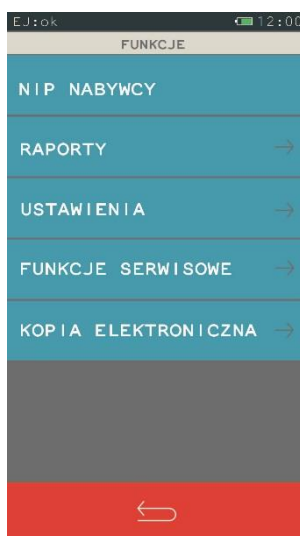 EJ:ok 12:00
FUNKCJE
NIP NABYWCY
RAPORTY
USTAWIENIA
FUNKCJE SERWISOWE
KOPIA ELEKTRONICZNA